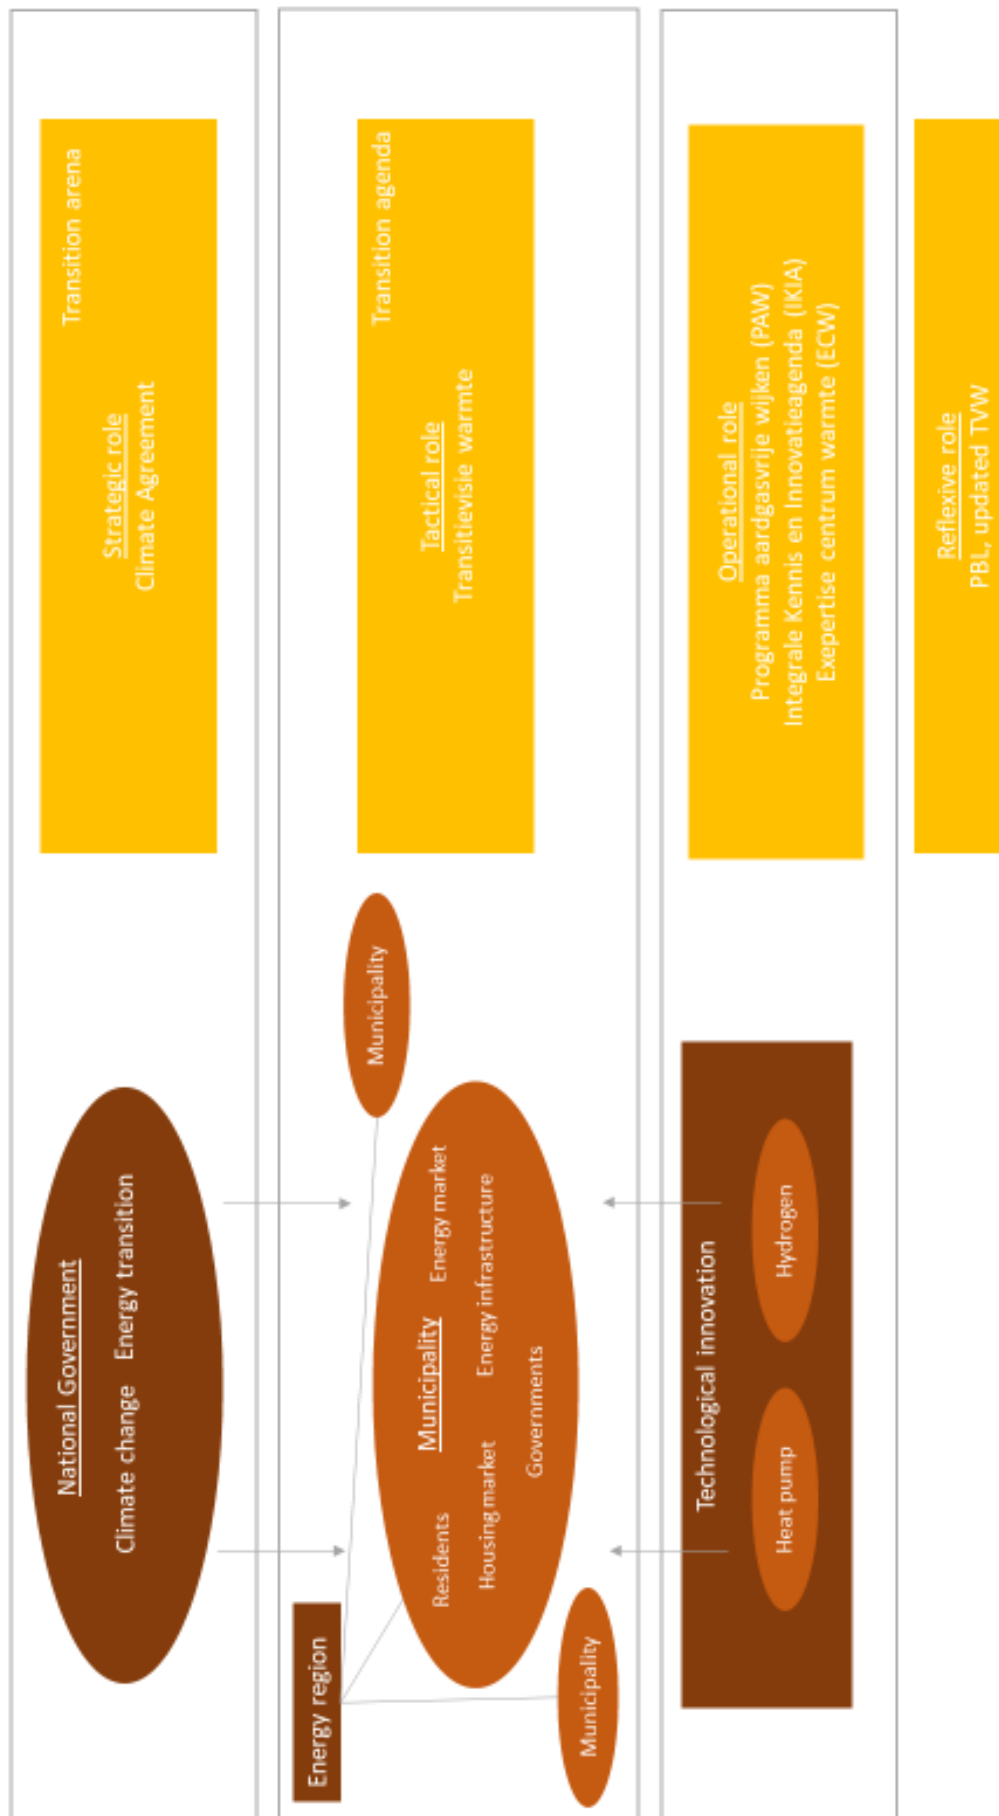 National Government
Climate change Energy transition
Transition arena
Strategic role
Climate Agreement
Energy region
Municipality
Municipality
Residents
Energy market
Housing market
Energy infrastructure
Governments
Municipality
Transition agenda
Tactical role
Transitievisie warmte
Technological innovation
Heat pump
Hydrogen
Operational role
Programma aardgasvrije wijken (PAW)
Integrale Kennis en Innovatieagenda (IKIA)
Exepertise centrum warmte (ECW)
Reflexive role
PBL, updated TVW